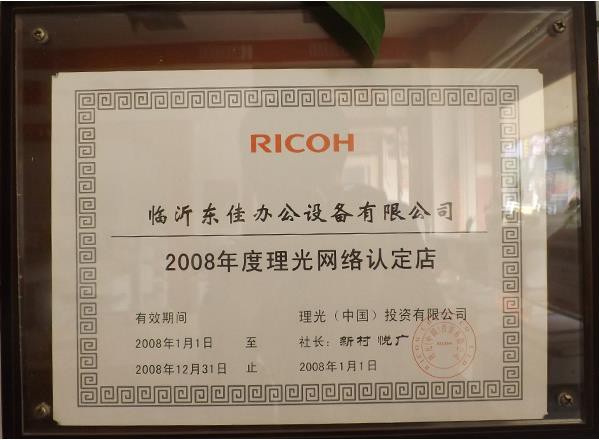 RICOH
临沂东佳办公设备有限公司
2008年度理光网络认定店
有效期间
2008年1月1日 至
2008年12月31日 止
理光（中国）投资有限公司
社长：新村 悦广
2008年1月1日
RICOH